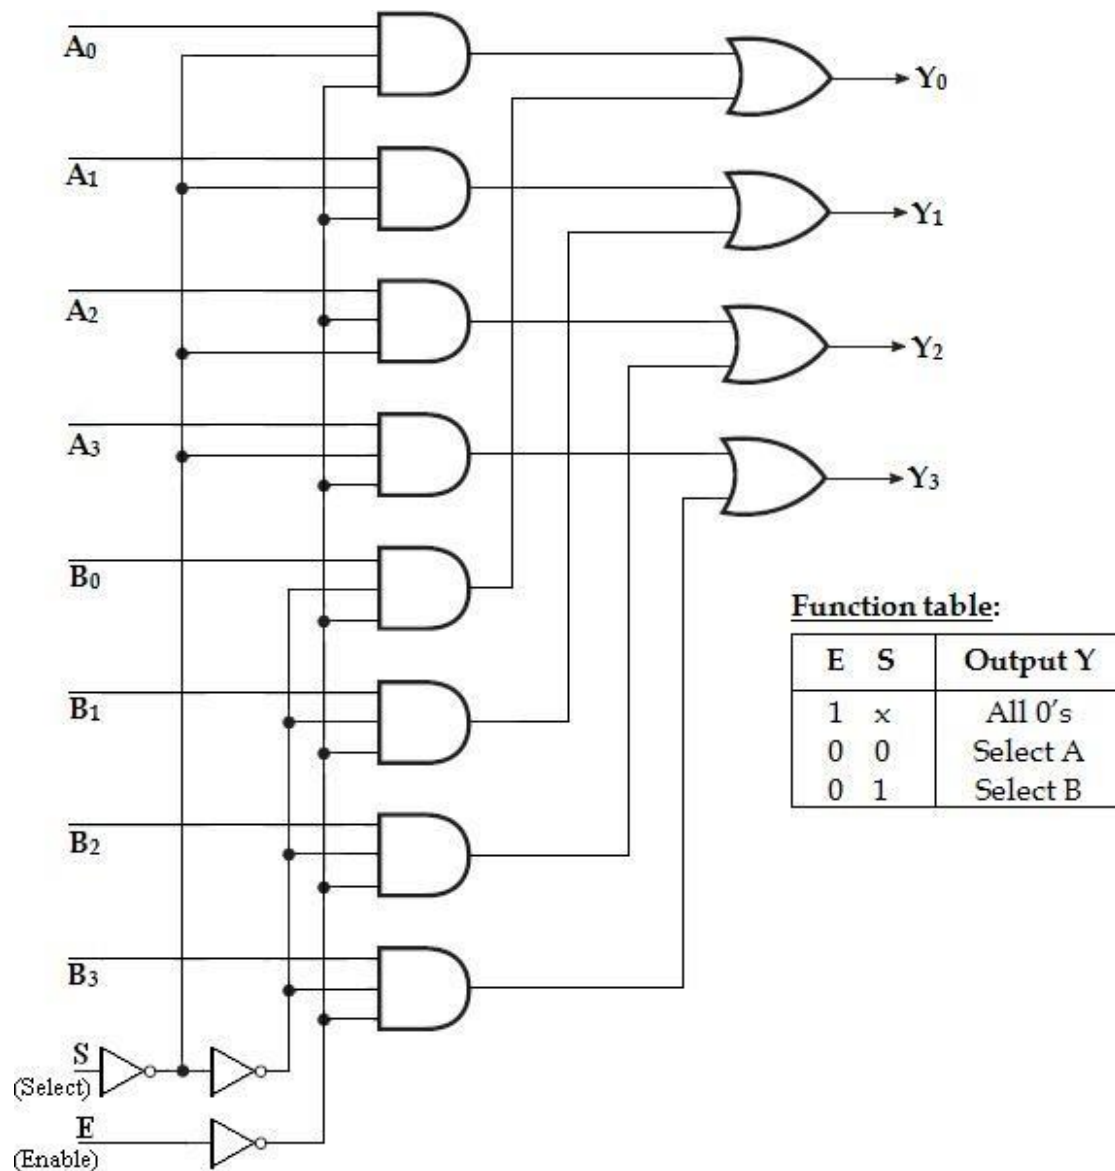 A0
Y0
A1
Y1
A2
Y2
A3
Y3
B0
Function table:
E S Output Y
1 x All 0's
0 0 Select A
0 1 Select B
B1
B2
B3
S
(Select)
E
(Enable)